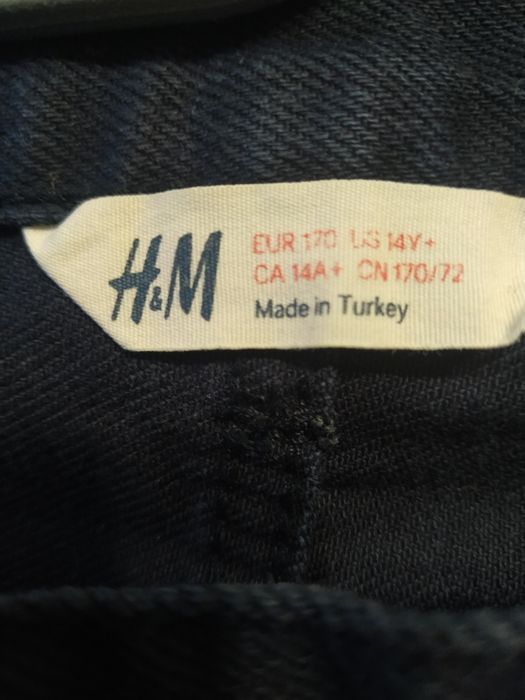 H&M
EUR 170 US 14Y+
CA 14A+ CN 170/72
Made in Turkey